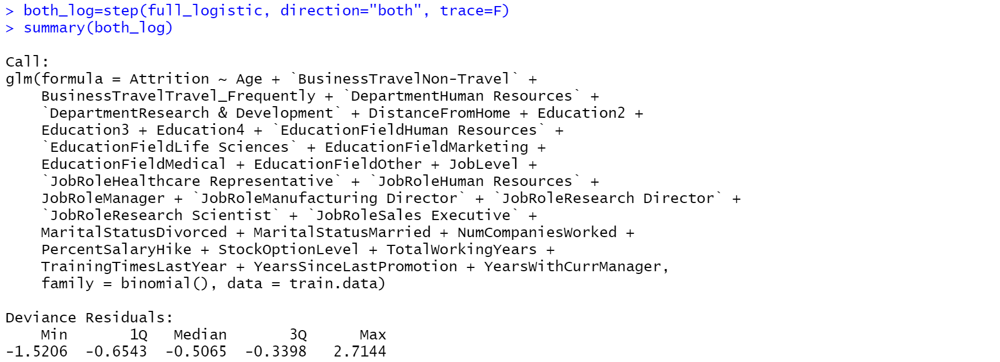 > both_log=step(full_logistic, direction="both", trace=F)
> summary(both_log)

Call:
glm(formula = Attrition ~ Age + `BusinessTravelNon-Travel` +
    BusinessTravelTravel_Frequently + `DepartmentHuman Resources` +
    `DepartmentResearch & Development` + DistanceFromHome + Education2 +
    Education3 + Education4 + `EducationFieldHuman Resources` +
    `EducationFieldLife Sciences` + EducationFieldMarketing +
    EducationFieldMedical + EducationFieldOther + JobLevel +
    `JobRoleHealthcare Representative` + `JobRoleHuman Resources` +
    JobRoleManager + `JobRoleManufacturing Director` + `JobRoleResearch Director` +
    `JobRoleResearch Scientist` + `JobRoleSales Executive` +
    MaritalStatusDivorced + MaritalStatusMarried + NumCompaniesWorked +
    PercentSalaryHike + StockOptionLevel + TotalWorkingYears +
    TrainingTimesLastYear + YearsSinceLastPromotion + YearsWithCurrManager,
    family = binomial(), data = train.data)

Deviance Residuals:
    Min       1Q   Median       3Q      Max
-1.5206  -0.6543  -0.5065  -0.3398   2.7144